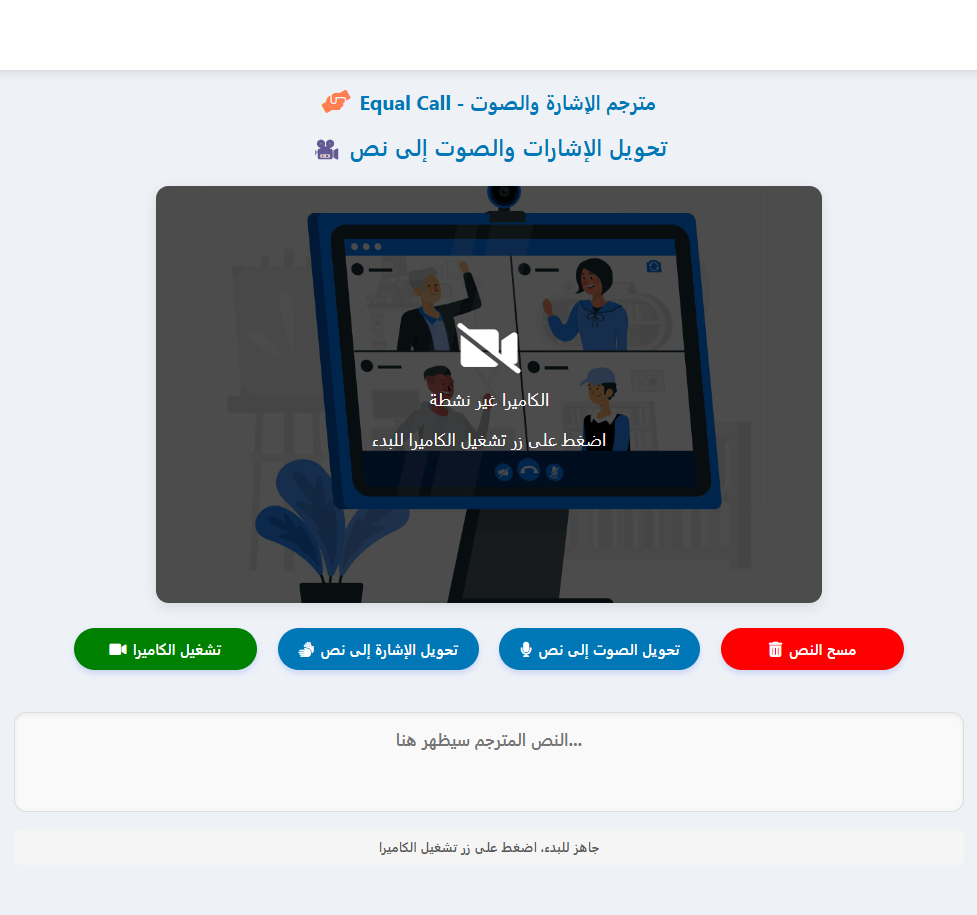 مترجم الإشارة والصوت - Equal Call
تحويل الإشارات والصوت إلى نص
الكاميرا غير نشطة
اضغط على زر تشغيل الكاميرا للبدء
مسح النص
تحويل الصوت إلى نص
تحويل الإشارة إلى نص
تشغيل الكاميرا
النص المترجم سيظهر هنا...
جاهز للبدء، اضغط على زر تشغيل الكاميرا